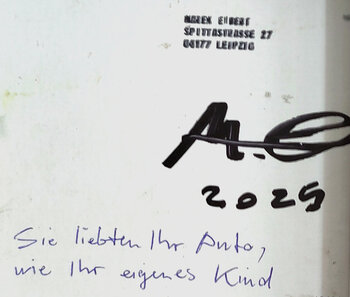 MAREK EIBERT
SPITTASTRASSE 27
04177 LEIPZIG
M. E
2025
Sie liebten Ihr Auto,
wie Ihr eigenes Kind